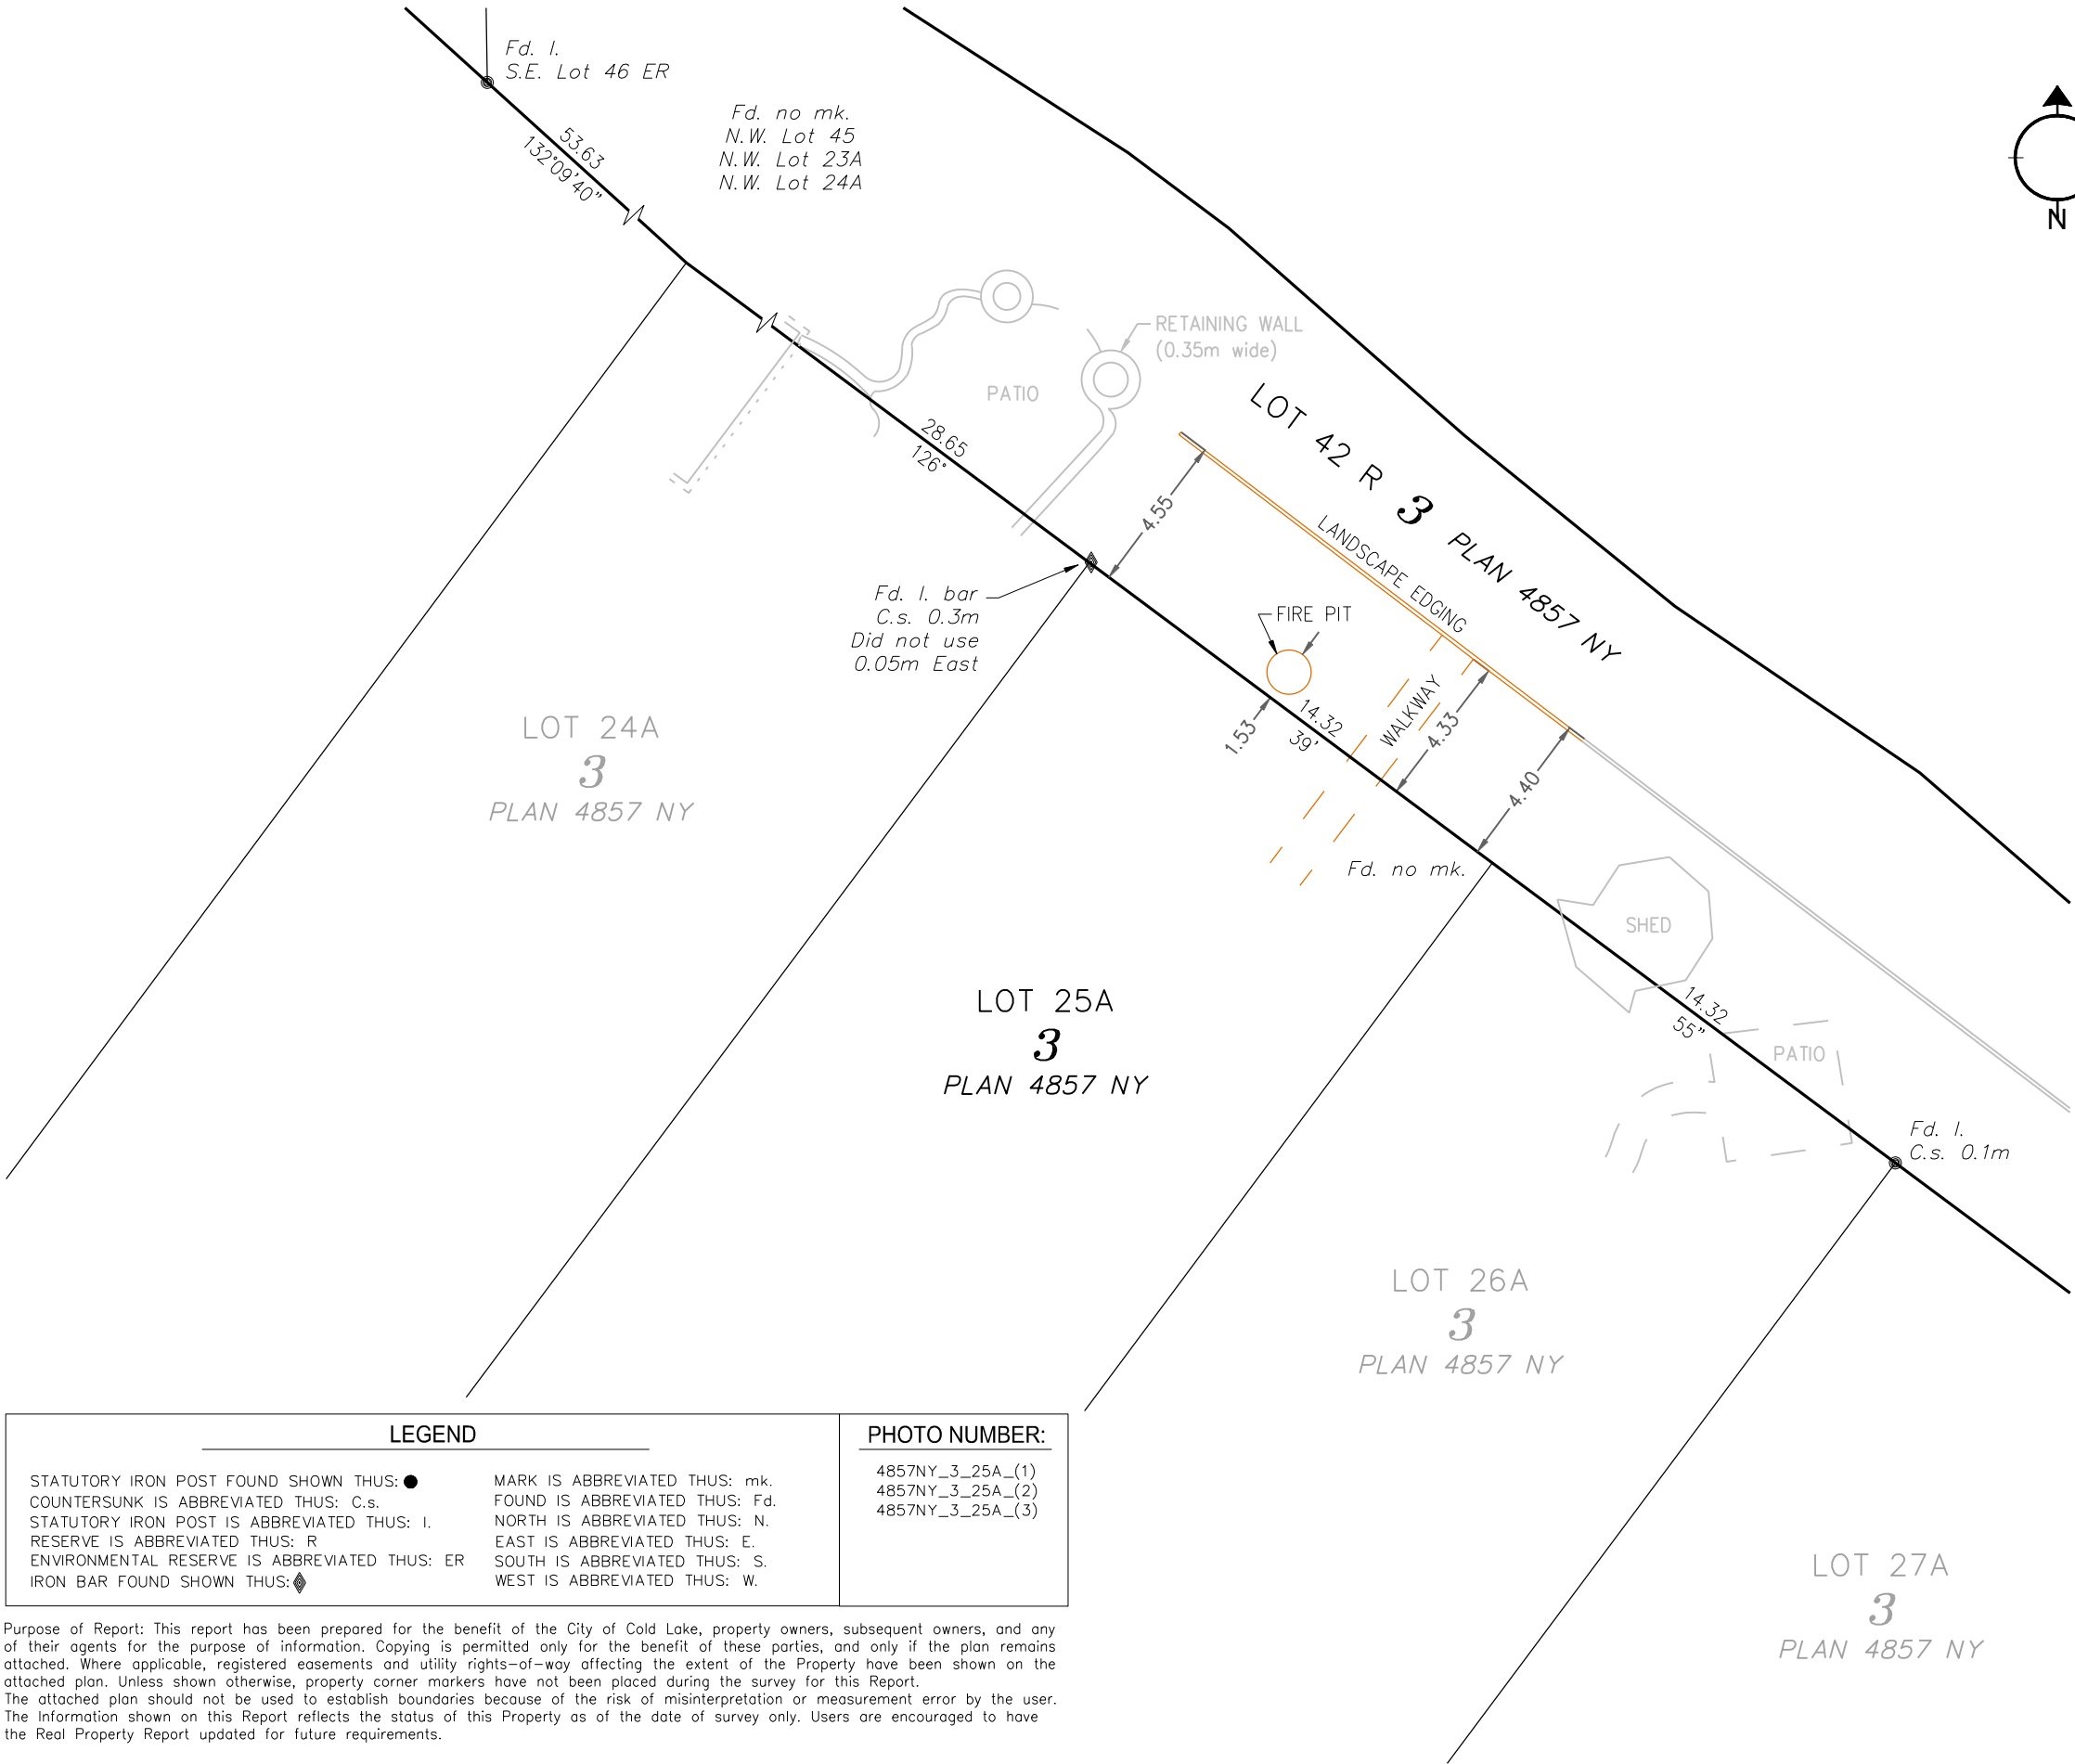 Fd. I.
S.E. Lot 46 ER
53.63
132°09'40"
Fd. no mk.
N.W. Lot 45
N.W. Lot 23A
N.W. Lot 24A
N
RETAINING WALL
(0.35m wide)
PATIO
28.65
126°
LOT 42 R 3 PLAN 4857 NY
4.55
LANDSCAPE EDGING
Fd. I. bar
C.s. 0.3m
Did not use
0.05m East
FIRE PIT
1.53
14.32
39'
WALKWAY
4.33
4.40
Fd. no mk.
LOT 24A
3
PLAN 4857 NY
SHED
14.32
55"
PATIO
LOT 25A
3
PLAN 4857 NY
Fd. I.
C.s. 0.1m
LOT 26A
3
PLAN 4857 NY
LOT 27A
3
PLAN 4857 NY
LEGEND
STATUTORY IRON POST FOUND SHOWN THUS:
COUNTERSUNK IS ABBREVIATED THUS: C.s.
STATUTORY IRON POST IS ABBREVIATED THUS: I.
RESERVE IS ABBREVIATED THUS: R
ENVIRONMENTAL RESERVE IS ABBREVIATED THUS: ER
IRON BAR FOUND SHOWN THUS:
MARK IS ABBREVIATED THUS: mk.
FOUND IS ABBREVIATED THUS: Fd.
NORTH IS ABBREVIATED THUS: N.
EAST IS ABBREVIATED THUS: E.
SOUTH IS ABBREVIATED THUS: S.
WEST IS ABBREVIATED THUS: W.
PHOTO NUMBER:
4857NY_3_25A_(1)
4857NY_3_25A_(2)
4857NY_3_25A_(3)
Purpose of Report: This report has been prepared for the benefit of the City of Cold Lake, property owners, subsequent owners, and any
of their agents for the purpose of information. Copying is permitted only for the benefit of these parties, and only if the plan remains
attached. Where applicable, registered easements and utility rights-of-way affecting the extent of the Property have been shown on the
attached plan. Unless shown otherwise, property corner markers have not been placed during the survey for this Report.
The attached plan should not be used to establish boundaries because of the risk of misinterpretation or measurement error by the user.
The Information shown on this Report reflects the status of this Property as of the date of survey only. Users are encouraged to have
the Real Property Report updated for future requirements.